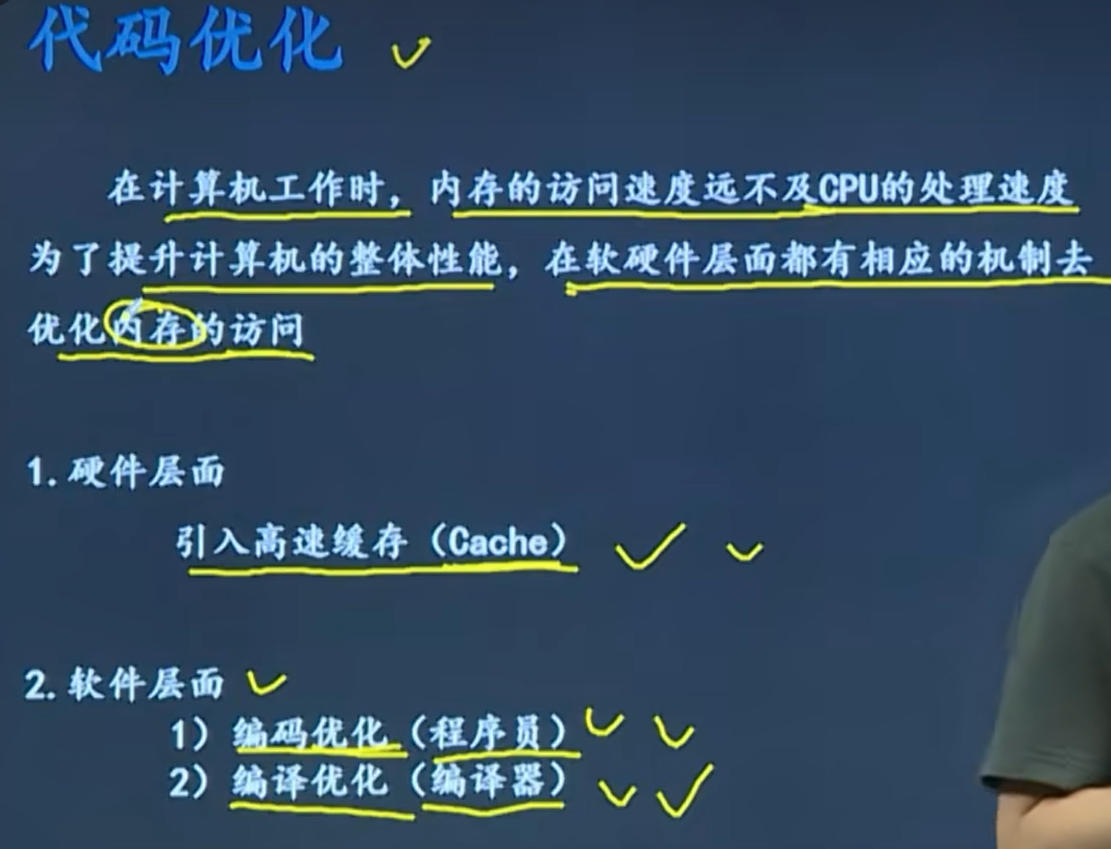 代码优化
在计算机工作时，内存的访问速度远不及CPU的处理速度
为了提升计算机的整体性能，在软硬件层面都有相应的机制去
优化内存的访问
1.硬件层面
引入高速缓存（Cache）
2.软件层面
1）编码优化（程序员）
2）编译优化（编译器）